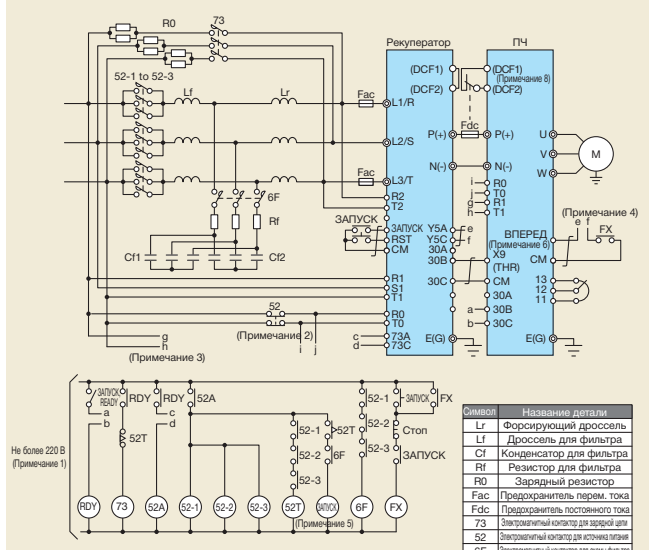 R0
73
Рекуператор
ПЧ
52-1 to 52-3
Lf
Lr
Fac
(DCF1)
(DCF1)
(Примечание 8)
(DCF2)
(DCF2)
L1/R
P(+)
Fdc
P(+)
U
L2/S
V
M
N(-)
N(-)
W
Fac
L3/T
i
R0
j
T0
g
R1
h
T1
R2
T2
6F
Rf
ЗАПУСК
(Примечание 4)
ЗАПУСК
Y5A
e
ВПЕРЕД
e f
FX
RST
Y5C
f
(Примечание 6)
CM
30A
X9
CM
30B
(THR)
Cf1
Cf2
30C
CM
13
12
11
R1
30A
S1
T1
a
30B
52
R0
b
30C
T0
g
(Примечание 2)
c
73A
E(G)
E(G)
h
i
j
d
73C
(Примечание 3)
ЗАПУСК
READY
RDY
RDY
52A
52-1
ЗАПУСК
FX
a
c
b
d
52T
52-1
52T
52-2
Стоп
52-2
6F
52-3
ЗАПУСК
52-3
Не более 220 В
(Примечание 1)
RDY
73
52A
52-1
52-2
52-3
52T
ЗАПУСК
6F
FX
(Примечание 5)
Символ Название детали
Lr Форсирующий дроссель
Lf Дроссель для фильтра
Cf Конденсатор для фильтра
Rf Резистор для фильтра
R0 Зарядный резистор
Fac Предохранитель перем. тока
Fdc Предохранитель постоянного тока
73 Электромагнитный контактор для зарядной цепи
52 Электромагнитный контактор для источника питания
6F